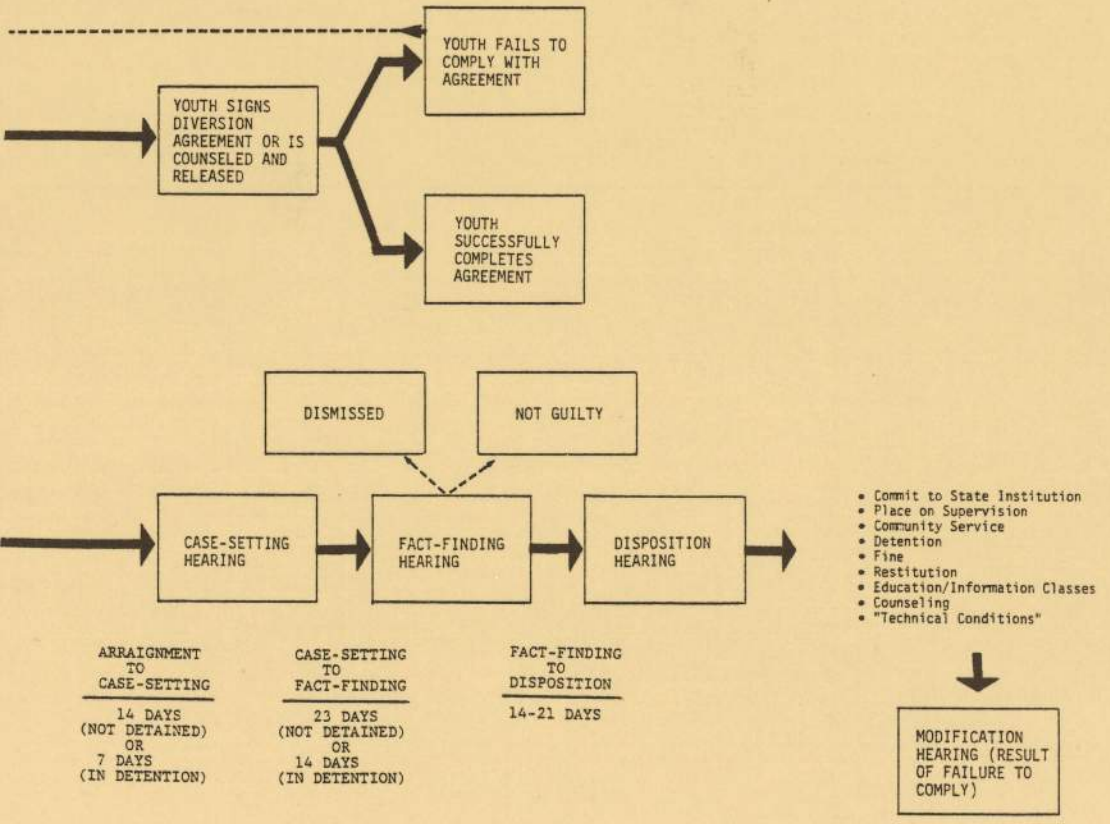 YOUTH FAILS TO
COMPLY WITH
AGREEMENT
YOUTH SIGNS
DIVERSION
AGREEMENT OR IS
COUNSELED AND
RELEASED
YOUTH
SUCCESSFULLY
COMPLETES
AGREEMENT
DISMISSED
NOT GUILTY
CASE-SETTING
HEARING
FACT-FINDING
HEARING
DISPOSITION
HEARING
• Commit to State Institution
• Place on Supervision
• Community Service
• Detention
• Fine
• Restitution
• Education/Information Classes
• Counseling
• "Technical Conditions"
ARRAIGNMENT
TO
CASE-SETTING
14 DAYS
(NOT DETAINED)
OR
7 DAYS
(IN DETENTION)
CASE-SETTING
TO
FACT-FINDING
23 DAYS
(NOT DETAINED)
OR
14 DAYS
(IN DETENTION)
FACT-FINDING
TO
DISPOSITION
14-21 DAYS
MODIFICATION
HEARING (RESULT
OF FAILURE TO
COMPLY)